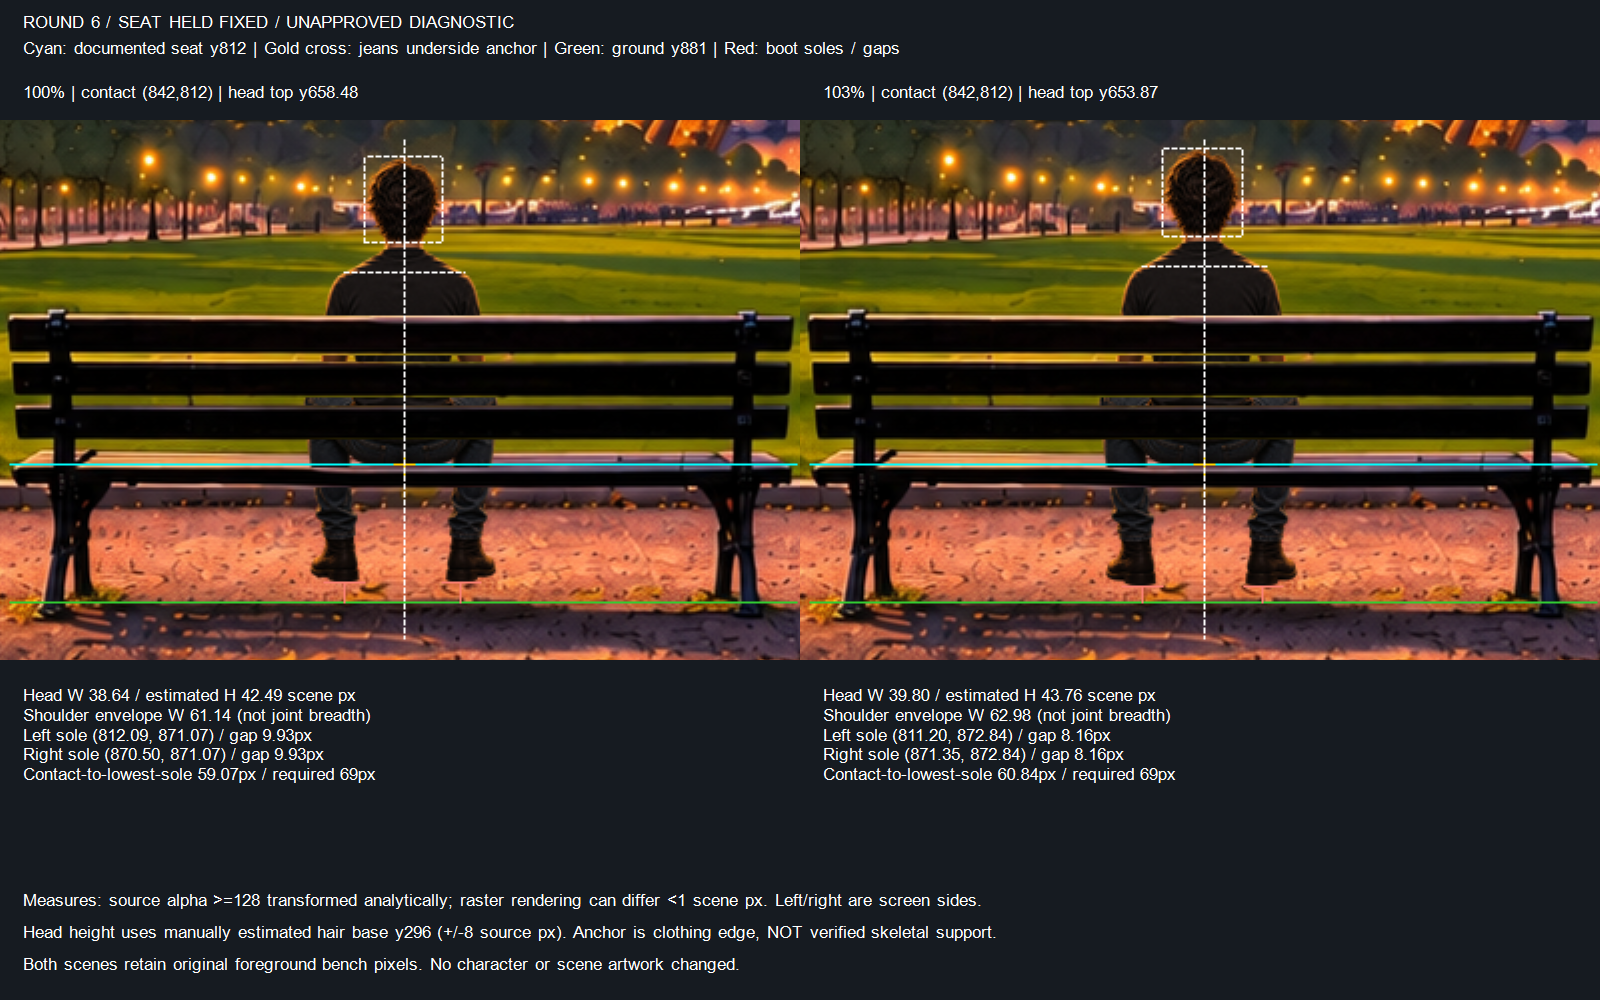 ROUND 6 / SEAT HELD FIXED / UNAPPROVED DIAGNOSTIC
Cyan: documented seat y812 | Gold cross: jeans underside anchor | Green: ground y881 | Red: boot soles / gaps
100% | contact (842,812) | head top y658.48
103% | contact (842,812) | head top y653.87
Head W 38.64 / estimated H 42.49 scene px
Shoulder envelope W 61.14 (not joint breadth)
Left sole (812.09, 871.07) / gap 9.93px
Right sole (870.50, 871.07) / gap 9.93px
Contact-to-lowest-sole 59.07px / required 69px
Head W 39.80 / estimated H 43.76 scene px
Shoulder envelope W 62.98 (not joint breadth)
Left sole (811.20, 872.84) / gap 8.16px
Right sole (871.35, 872.84) / gap 8.16px
Contact-to-lowest-sole 60.84px / required 69px
Measures: source alpha >=128 transformed analytically; raster rendering can differ <1 scene px. Left/right are screen sides.
Head height uses manually estimated hair base y296 (+/-8 source px). Anchor is clothing edge, NOT verified skeletal support.
Both scenes retain original foreground bench pixels. No character or scene artwork changed.